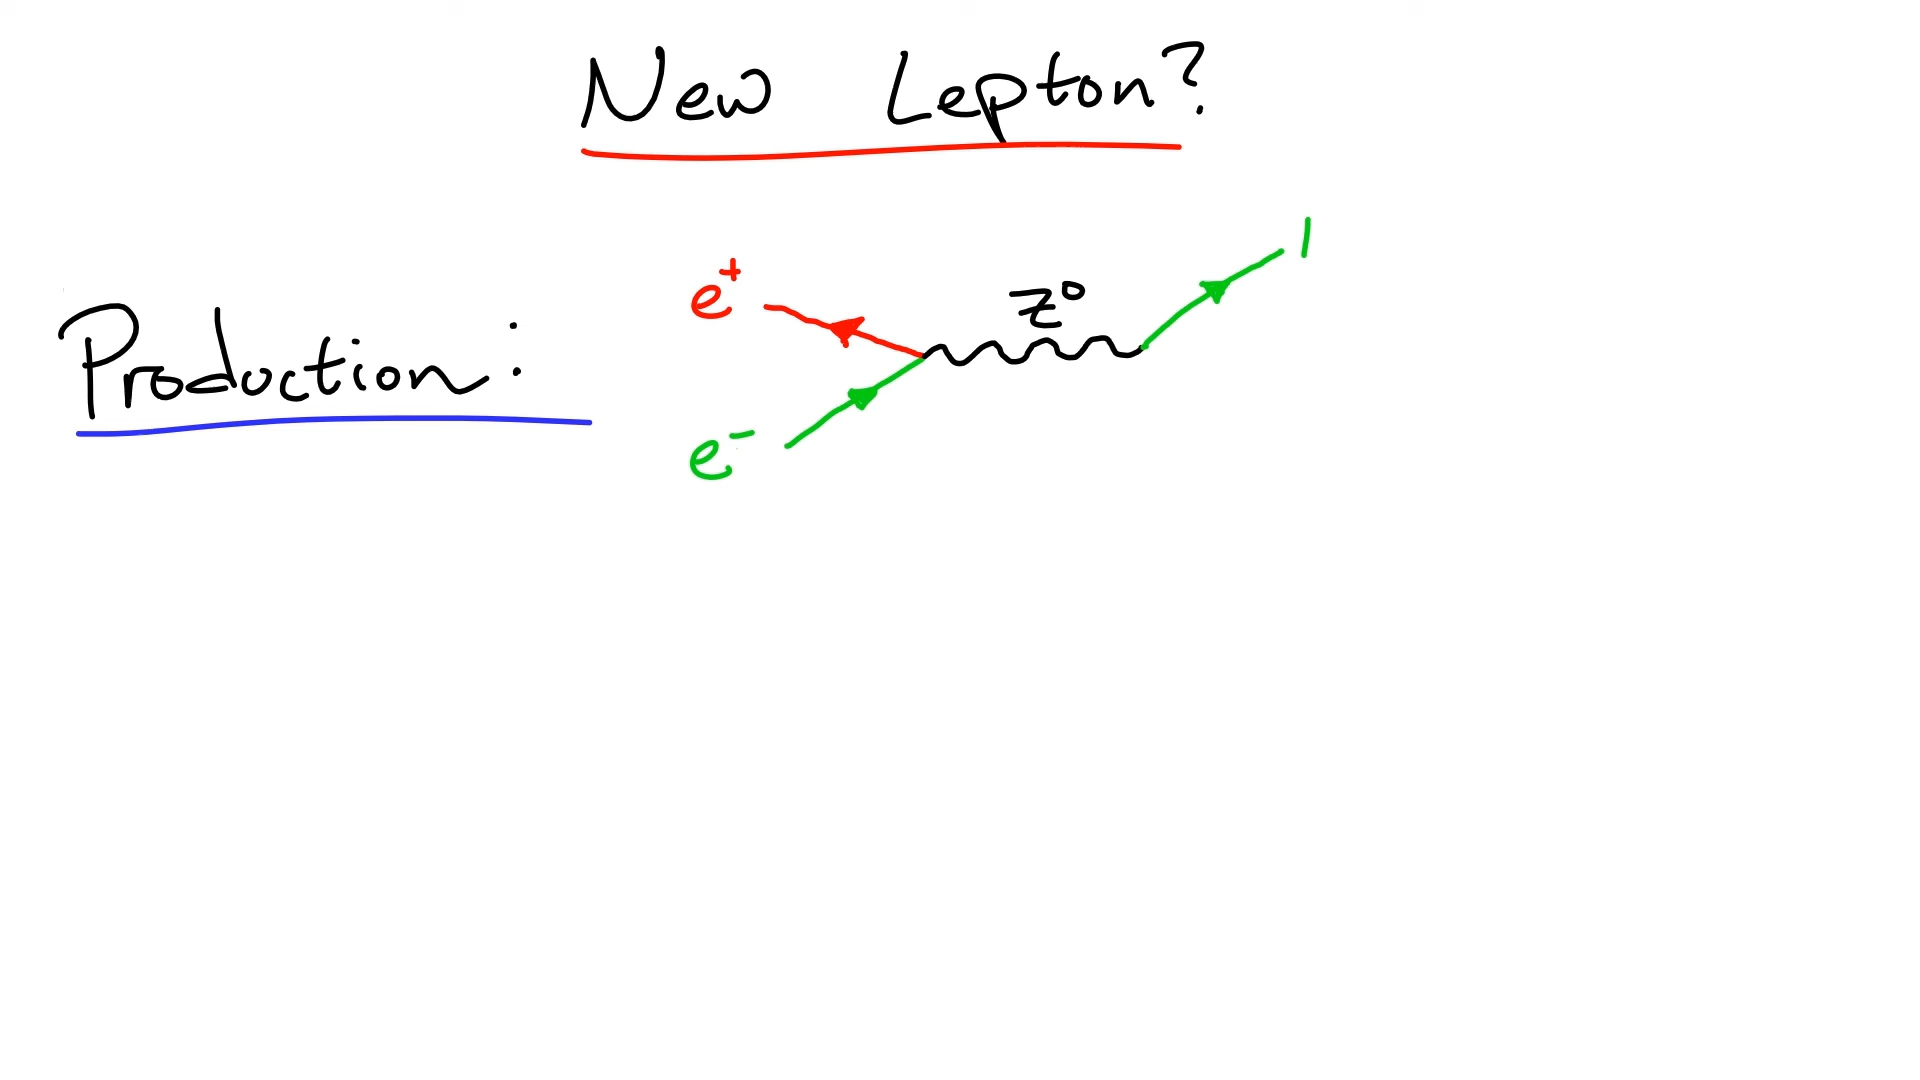 New Lepton?
Production:
e⁺
Z⁰
e⁻